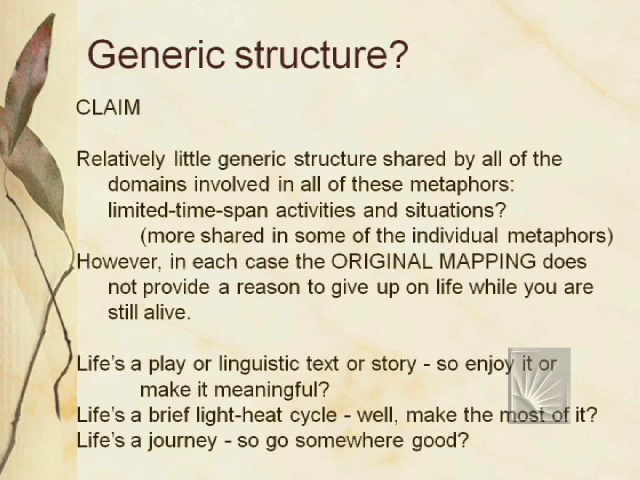 Generic structure?
CLAIM
Relatively little generic structure shared by all of the
domains involved in all of these metaphors:
limited-time-span activities and situations?
(more shared in some of the individual metaphors)
However, in each case the ORIGINAL MAPPING does
not provide a reason to give up on life while you are
still alive.
Life's a play or linguistic text or story - so enjoy it or
make it meaningful?
Life's a brief light-heat cycle - well, make the most of it?
Life's a journey - so go somewhere good?